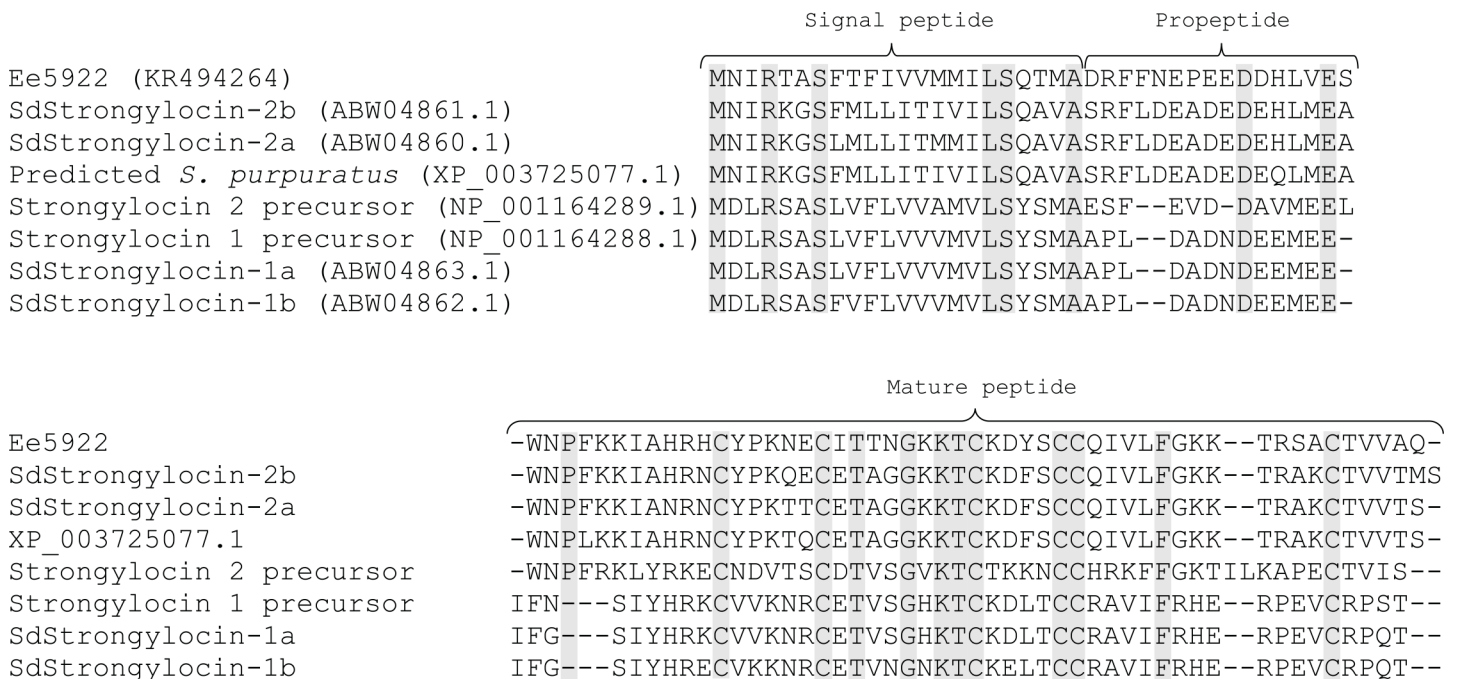 Signal peptide Propeptide
Ee5922 (KR494264) MNIRTASFTFIVVMMILSQTMADRFFNEPEEDDHLVES
SdStrongylocin-2b (ABW04861.1) MNIRKGSFMLLITIVILSQAVASRFLDEADEDEHLMEA
SdStrongylocin-2a (ABW04860.1) MNIRKGSLMLLITMMILSQAVASRFLDEADEDEHLMEA
Predicted S. purpuratus (XP_003725077.1) MNIRKGSFMLLITIVILSQAVASRFLDEADEDEQLMEA
Strongylocin 2 precursor (NP_001164289.1) MDLRSASLVFLVVAMVLSYSMAESF--EVD-DAVMEEL
Strongylocin 1 precursor (NP_001164288.1) MDLRSASLVFLVVVMVLSYSMAAPL--DADNDEEMEE-
SdStrongylocin-1a (ABW04863.1) MDLRSASLVFLVVVMVLSYSMAAPL--DADNDEEMEE-
SdStrongylocin-1b (ABW04862.1) MDLRSASFVFLVVVMVLSYSMAAPL--DADNDEEMEE-
Mature peptide
Ee5922 -WNPFKKIAHRHCYPKNECITTNGKKTCKDYSCCQIVLFGKK--TRSACTVVAQ-
SdStrongylocin-2b -WNPFKKIAHRNCYPKQECETAGGKKTCKDFSCCQIVLFGKK--TRAKCTVVTMS
SdStrongylocin-2a -WNPFKKIANRNCYPKTTCETAGGKKTCKDFSCCQIVLFGKK--TRAKCTVVTS-
XP_003725077.1 -WNPLKKIAHRNCYPKTQCETAGGKKTCKDFSCCQIVLFGKK--TRAKCTVVTS-
Strongylocin 2 precursor -WNPFRKLYRKECNDVTSCDTVSGVKTCTKKNCCHRKFFGKTILKAPECTVIS--
Strongylocin 1 precursor IFN---SIYHRKCVVKNRCETVSGHKTCKDLTCCRAVIFRHE--RPEVCRPST--
SdStrongylocin-1a IFG---SIYHRKCVVKNRCETVSGHKTCKDLTCCRAVIFRHE--RPEVCRPQT--
SdStrongylocin-1b IFG---SIYHRECVKKNRCETVNGNKTCKELTCCRAVIFRHE--RPEVCRPQT--